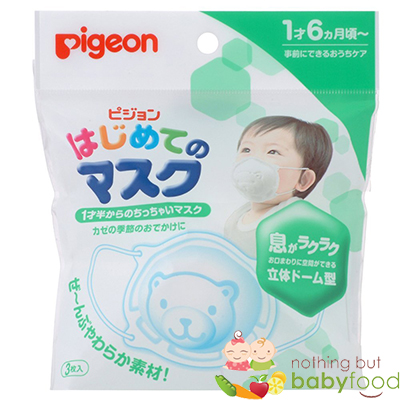 Pigeon
1才6ヵ月頃～
事前にできるおうちケア
ピジョン
はじめての
マスク
1才半からのちっちゃいマスク
カゼの季節のおでかけに
息がラクラク
お口まわりに空間ができる
立体ドーム型
ぜ～んぶやわらか素材！
3枚入
nothing but
babyfood